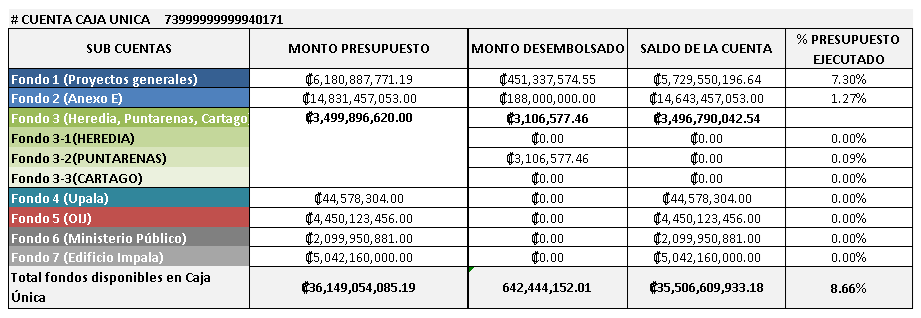 # CUENTA CAJA UNICA 73999999999940171
SUB CUENTAS MONTO PRESUPUESTO MONTO DESEMBOLSADO SALDO DE LA CUENTA % PRESUPUESTO EJECUTADO
Fondo 1 (Proyectos generales) ₡6,180,887,771.19 ₡451,337,574.55 ₡5,729,550,196.64 7.30%
Fondo 2 (Anexo E) ₡14,831,457,053.00 ₡188,000,000.00 ₡14,643,457,053.00 1.27%
Fondo 3 (Heredia, Puntarenas, Cartago ₡3,499,896,620.00 ₡3,106,577.46 ₡3,496,790,042.54
Fondo 3-1(HEREDIA) ₡0.00 ₡0.00 0.00%
Fondo 3-2(PUNTARENAS) ₡3,106,577.46 ₡0.00 0.09%
Fondo 3-3(CARTAGO) ₡0.00 ₡0.00 0.00%
Fondo 4 (Upala) ₡44,578,304.00 ₡0.00 ₡44,578,304.00 0.00%
Fondo 5 (OIJ) ₡4,450,123,456.00 ₡0.00 ₡4,450,123,456.00 0.00%
Fondo 6 (Ministerio Público) ₡2,099,950,881.00 ₡0.00 ₡2,099,950,881.00 0.00%
Fondo 7 (Edificio Impala) ₡5,042,160,000.00 ₡0.00 ₡5,042,160,000.00 0.00%
Total fondos disponibles en Caja Única ₡36,149,054,085.19 642,444,152.01 ₡35,506,609,933.18 8.66%